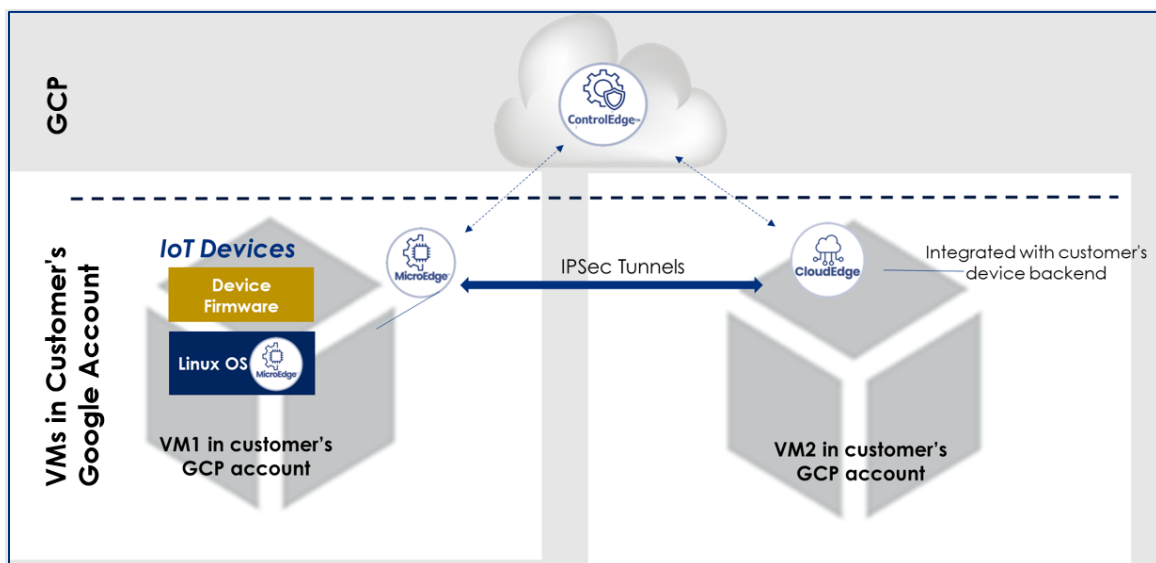 GCP
ControlEdge™
VMs in Customer's
Google Account
IoT Devices
Device
Firmware
Linux OS
MicroEdge
MicroEdge
VM1 in customer's
GCP account
IPSec Tunnels
CloudEdge
Integrated with customer's
device backend
VM2 in customer's
GCP account